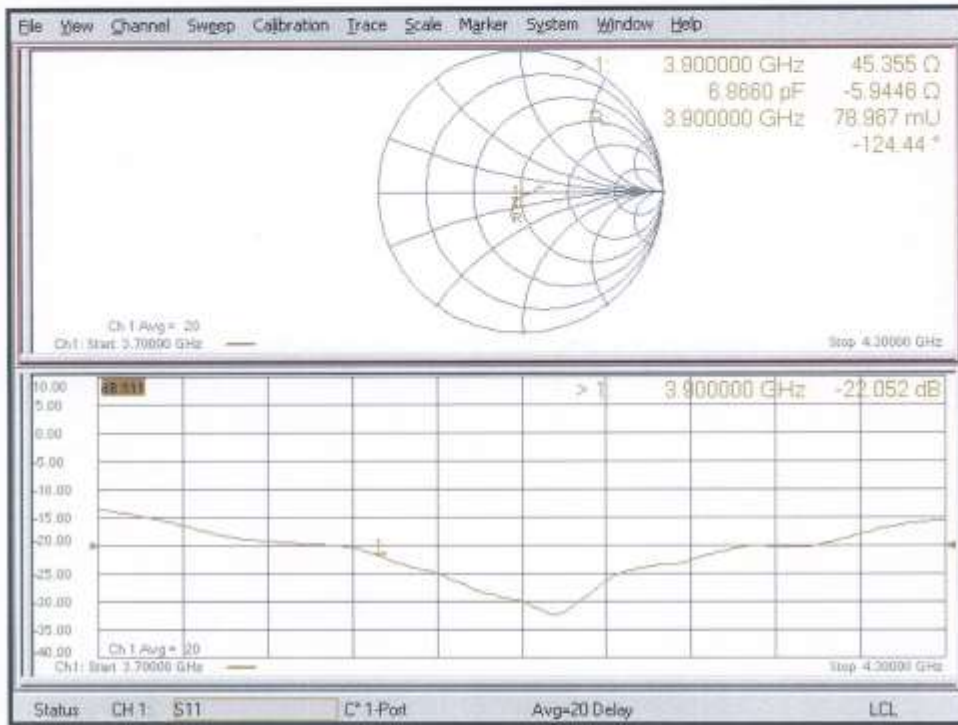 File View Channel Sweep Calibration Trace Scale Marker System Window Help
> 1: 3.900000 GHz 45.355 Ω
6.8660 pF -5.9446 Ω
3.900000 GHz 78.967 mU
-124.44 °
Ch 1 Avg = 20
Ch1: Start 3.70000 GHz Stop 4.30000 GHz
10.00 dB S11 > 1: 3.900000 GHz -22.052 dB
5.00
0.00
-5.00
-10.00
-15.00
-20.00
-25.00
-30.00
-35.00
-40.00
Ch 1 Avg = 20
Ch1: Start 3.70000 GHz Stop 4.30000 GHz
Status CH 1: S11 C* 1-Port Avg=20 Delay LCL